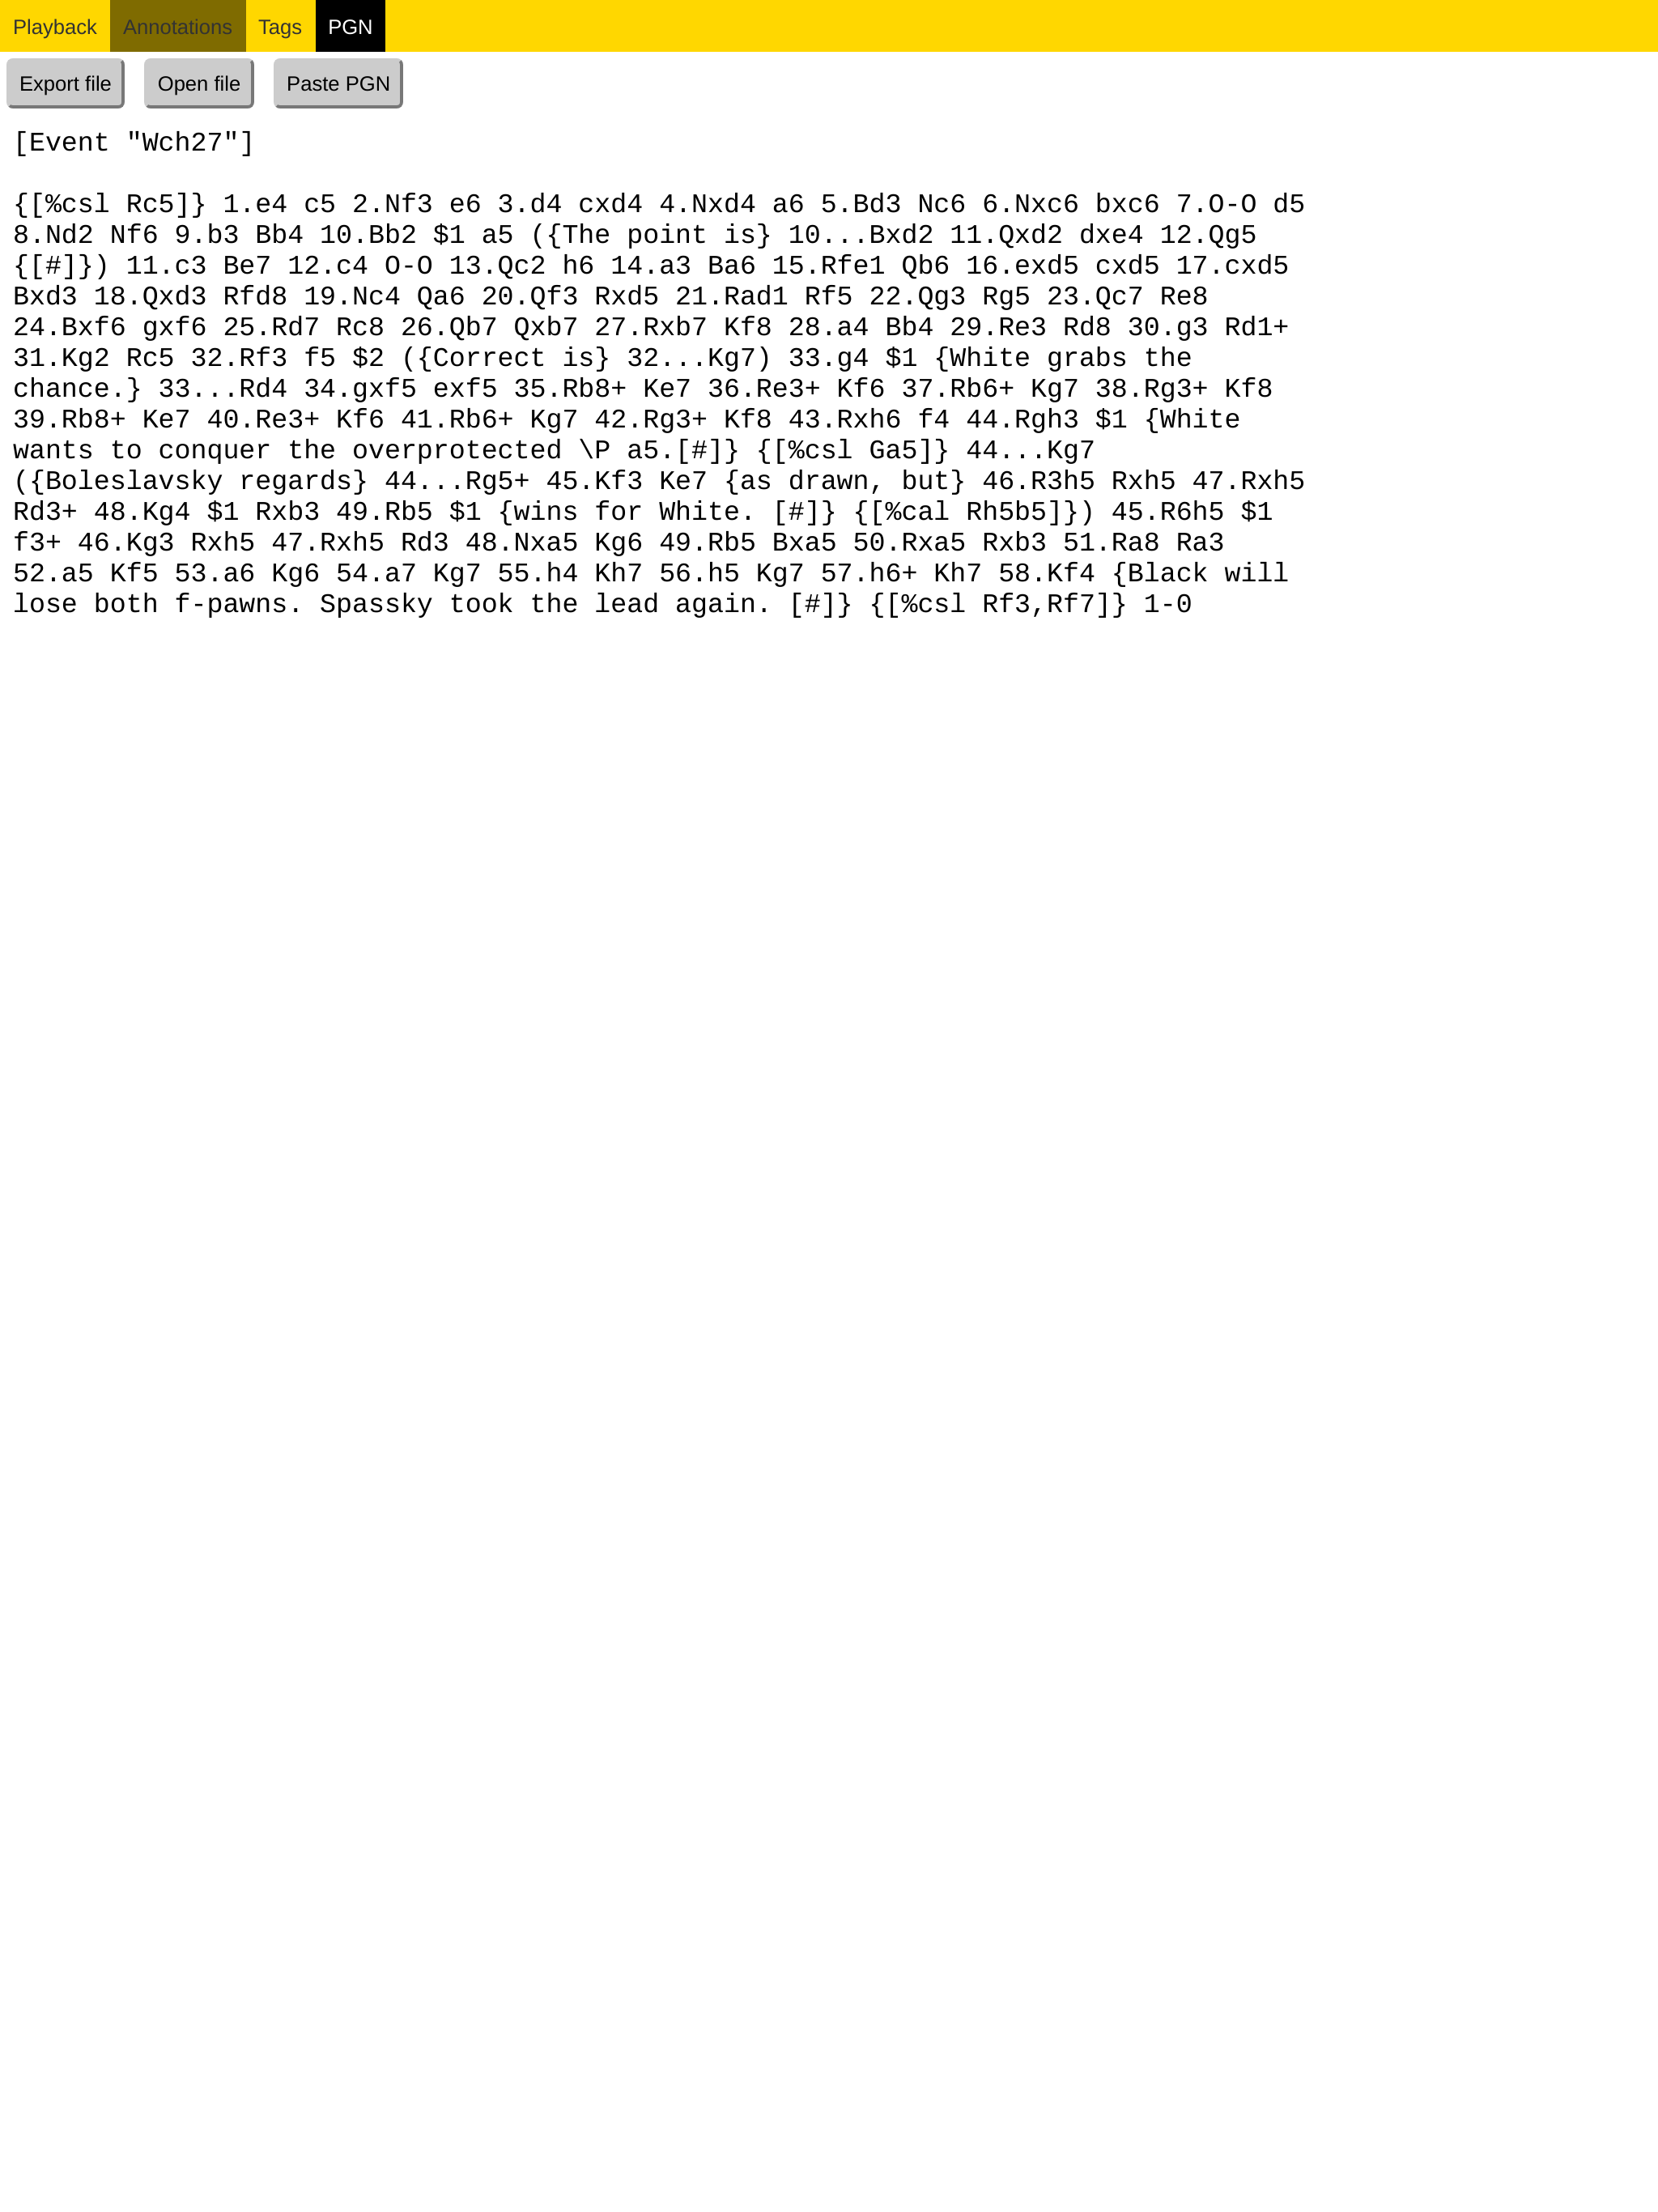 Playback Annotations Tags PGN
Export file Open file Paste PGN
[Event "Wch27"]
{[%csl Rc5]} 1.e4 c5 2.Nf3 e6 3.d4 cxd4 4.Nxd4 a6 5.Bd3 Nc6 6.Nxc6 bxc6 7.O-O d5
8.Nd2 Nf6 9.b3 Bb4 10.Bb2 $1 a5 ({The point is} 10...Bxd2 11.Qxd2 dxe4 12.Qg5
{[#]}) 11.c3 Be7 12.c4 O-O 13.Qc2 h6 14.a3 Ba6 15.Rfe1 Qb6 16.exd5 cxd5 17.cxd5
Bxd3 18.Qxd3 Rfd8 19.Nc4 Qa6 20.Qf3 Rxd5 21.Rad1 Rf5 22.Qg3 Rg5 23.Qc7 Re8
24.Bxf6 gxf6 25.Rd7 Rc8 26.Qb7 Qxb7 27.Rxb7 Kf8 28.a4 Bb4 29.Re3 Rd8 30.g3 Rd1+
31.Kg2 Rc5 32.Rf3 f5 $2 ({Correct is} 32...Kg7) 33.g4 $1 {White grabs the
chance.} 33...Rd4 34.gxf5 exf5 35.Rb8+ Ke7 36.Re3+ Kf6 37.Rb6+ Kg7 38.Rg3+ Kf8
39.Rb8+ Ke7 40.Re3+ Kf6 41.Rb6+ Kg7 42.Rg3+ Kf8 43.Rxh6 f4 44.Rgh3 $1 {White
wants to conquer the overprotected \P a5.[#]} {[%csl Ga5]} 44...Kg7
({Boleslavsky regards} 44...Rg5+ 45.Kf3 Ke7 {as drawn, but} 46.R3h5 Rxh5 47.Rxh5
Rd3+ 48.Kg4 $1 Rxb3 49.Rb5 $1 {wins for White. [#]} {[%cal Rh5b5]}) 45.R6h5 $1
f3+ 46.Kg3 Rxh5 47.Rxh5 Rd3 48.Nxa5 Kg6 49.Rb5 Bxa5 50.Rxa5 Rxb3 51.Ra8 Ra3
52.a5 Kf5 53.a6 Kg6 54.a7 Kg7 55.h4 Kh7 56.h5 Kg7 57.h6+ Kh7 58.Kf4 {Black will
lose both f-pawns. Spassky took the lead again. [#]} {[%csl Rf3,Rf7]} 1-0